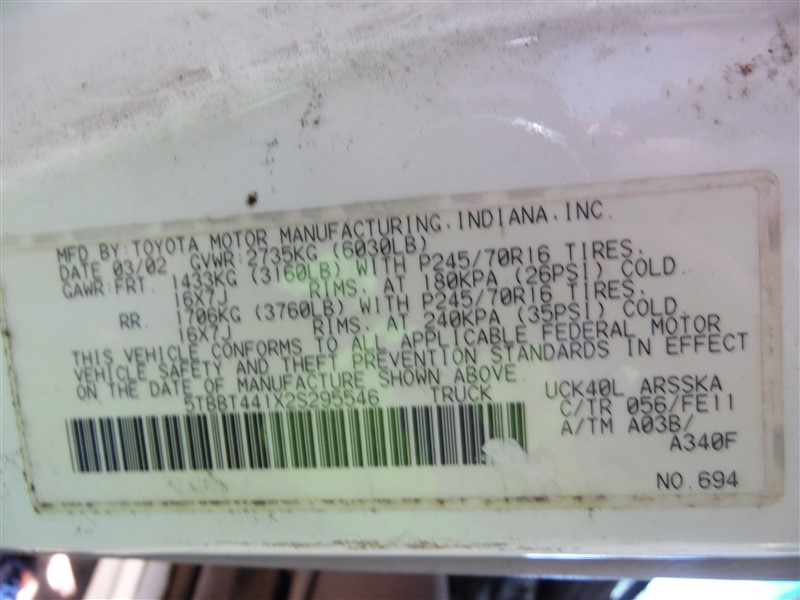 MFD BY: TOYOTA MOTOR MANUFACTURING, INDIANA, INC.
DATE 03/02 GVWR: 2735KG (6030LB)
GAWR: FRT. 1433KG (3160LB) WITH P245/70R16 TIRES.
16X7J RIMS. AT 180KPA (26PSI) COLD.
RR. 1706KG (3760LB) WITH P245/70R16 TIRES.
16X7J RIMS. AT 240KPA (35PSI) COLD.
THIS VEHICLE CONFORMS TO ALL APPLICABLE FEDERAL MOTOR
VEHICLE SAFETY AND THEFT PREVENTION STANDARDS IN EFFECT
ON THE DATE OF MANUFACTURE SHOWN ABOVE.
5TBBT441X2S295546 TRUCK
UCK40L ARSSKA
C/TR 056/FE11
A/TM A03B/
A340F
NO.694